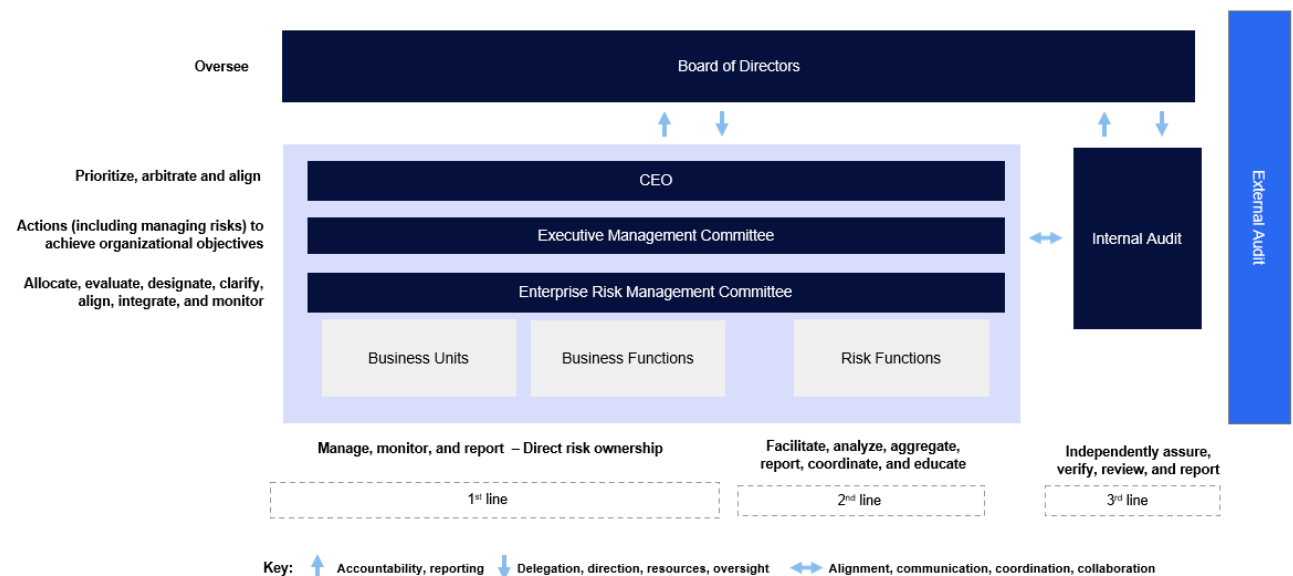 Oversee
Board of Directors
External Audit
Prioritize, arbitrate and align
CEO
Actions (including managing risks) to
achieve organizational objectives
Executive Management Committee
Internal Audit
Allocate, evaluate, designate, clarify,
align, integrate, and monitor
Enterprise Risk Management Committee
Business Units
Business Functions
Risk Functions
Manage, monitor, and report – Direct risk ownership
Facilitate, analyze, aggregate,
report, coordinate, and educate
Independently assure,
verify, review, and report
1st line
2nd line
3rd line
Key:
Accountability, reporting
Delegation, direction, resources, oversight
Alignment, communication, coordination, collaboration